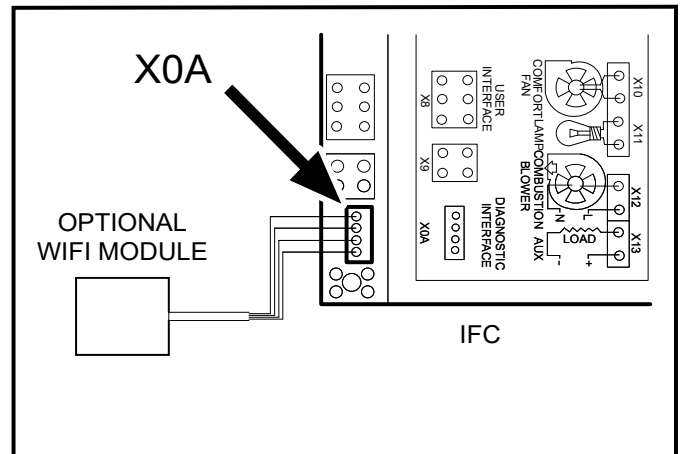 X0A
OPTIONAL
WIFI MODULE
USER
INTERFACE
X8
X9
X0A
DIAGNOSTIC
INTERFACE
COMFORT
FAN
LAMP
COMBUSTION
BLOWER
AUX
X10
X11
X12
X13
N
L
LOAD
-
+
IFC